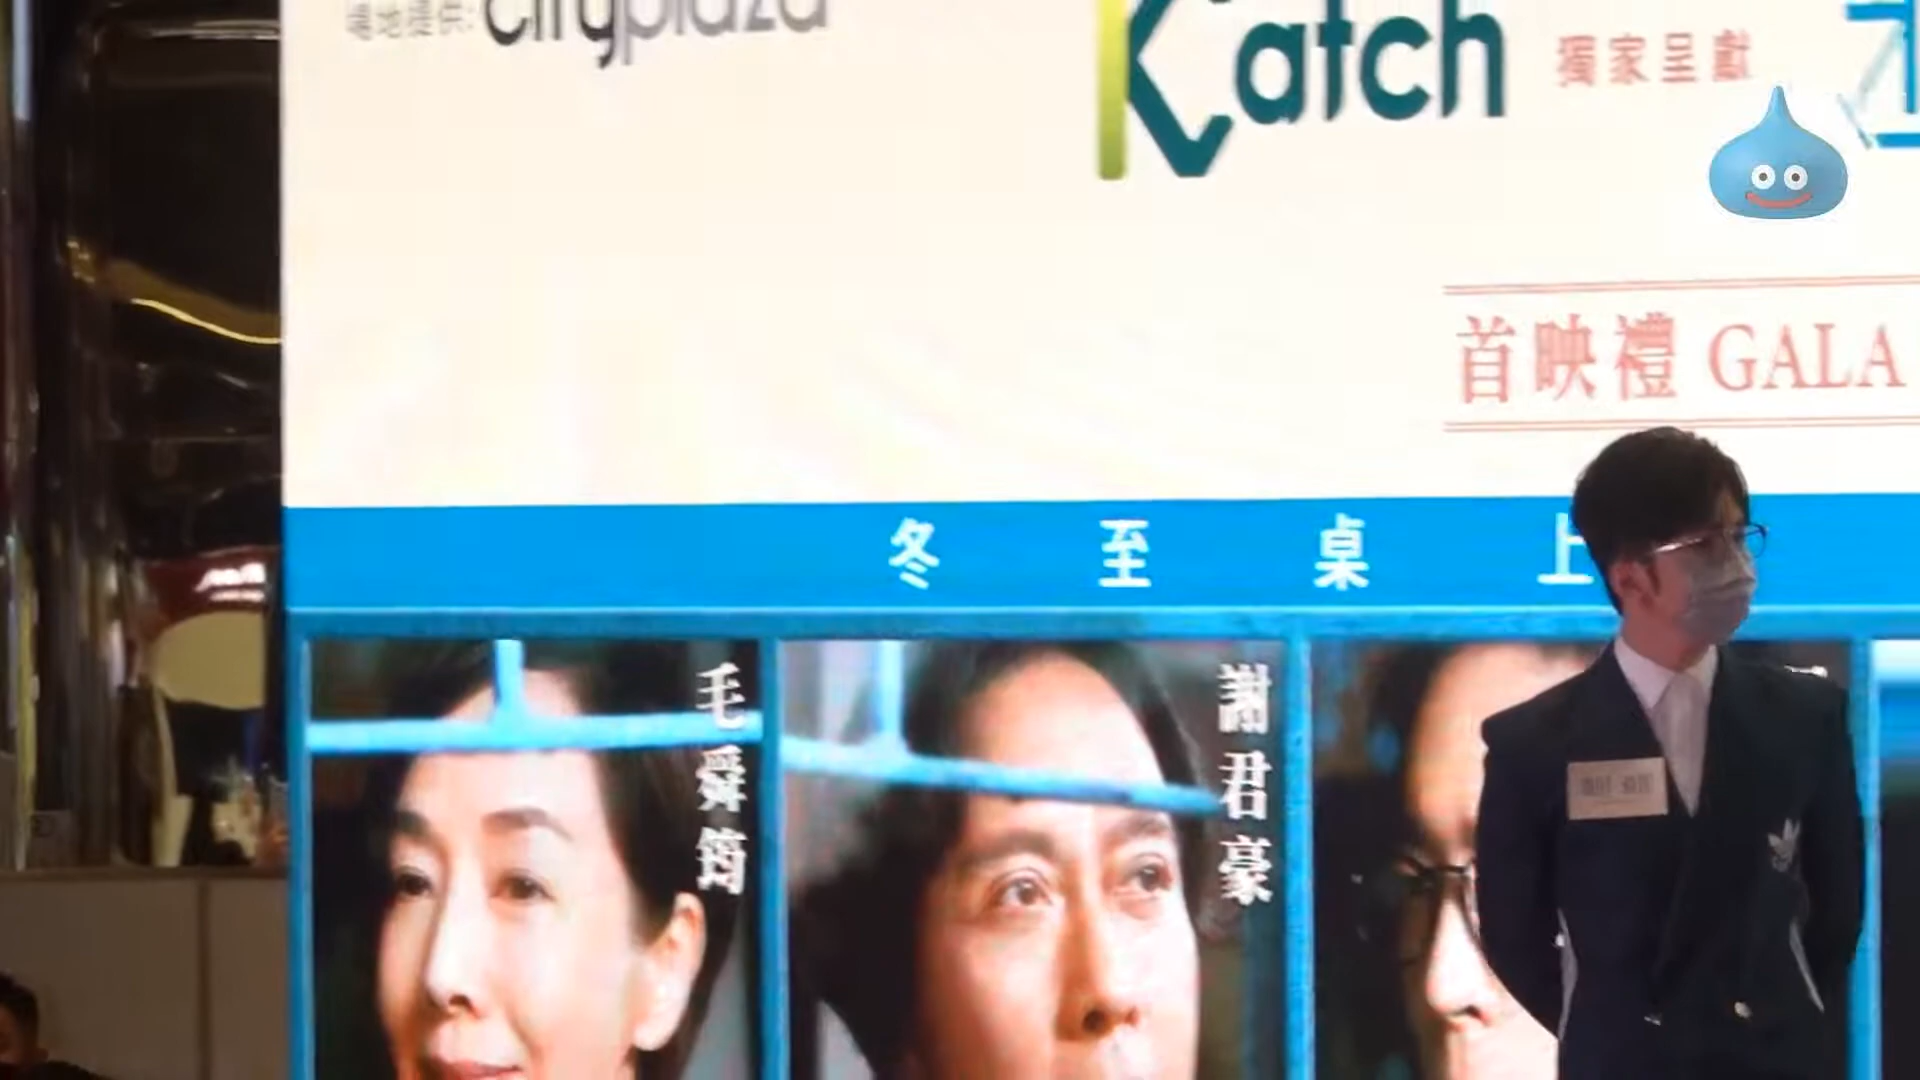 場地提供: cityplaza
Katch 獨家呈獻
首映禮 GALA
冬至桌上
毛舜筠
謝君豪